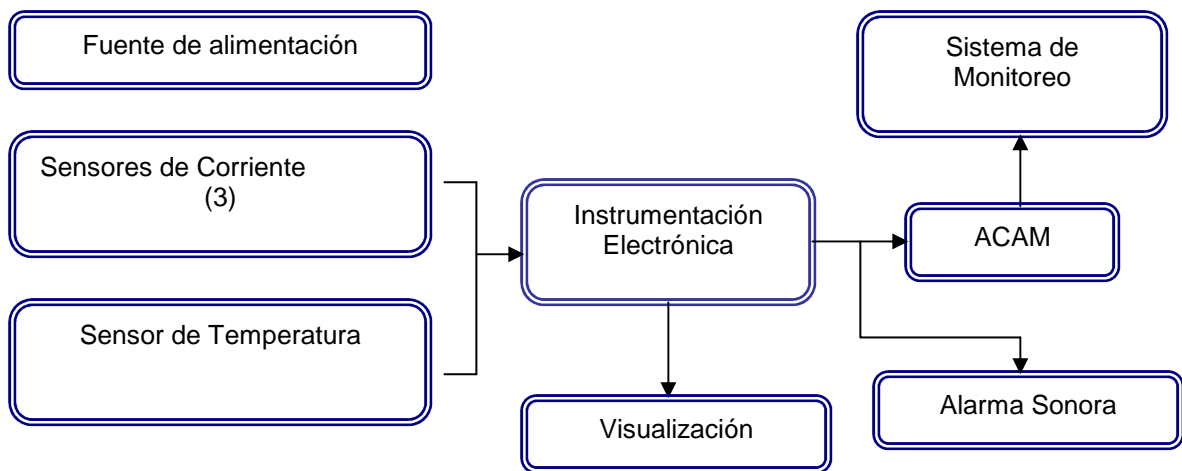 Fuente de alimentación
Sensores de Corriente
(3)
Sensor de Temperatura
Instrumentación
Electrónica
Visualización
Sistema de
Monitoreo
ACAM
Alarma Sonora